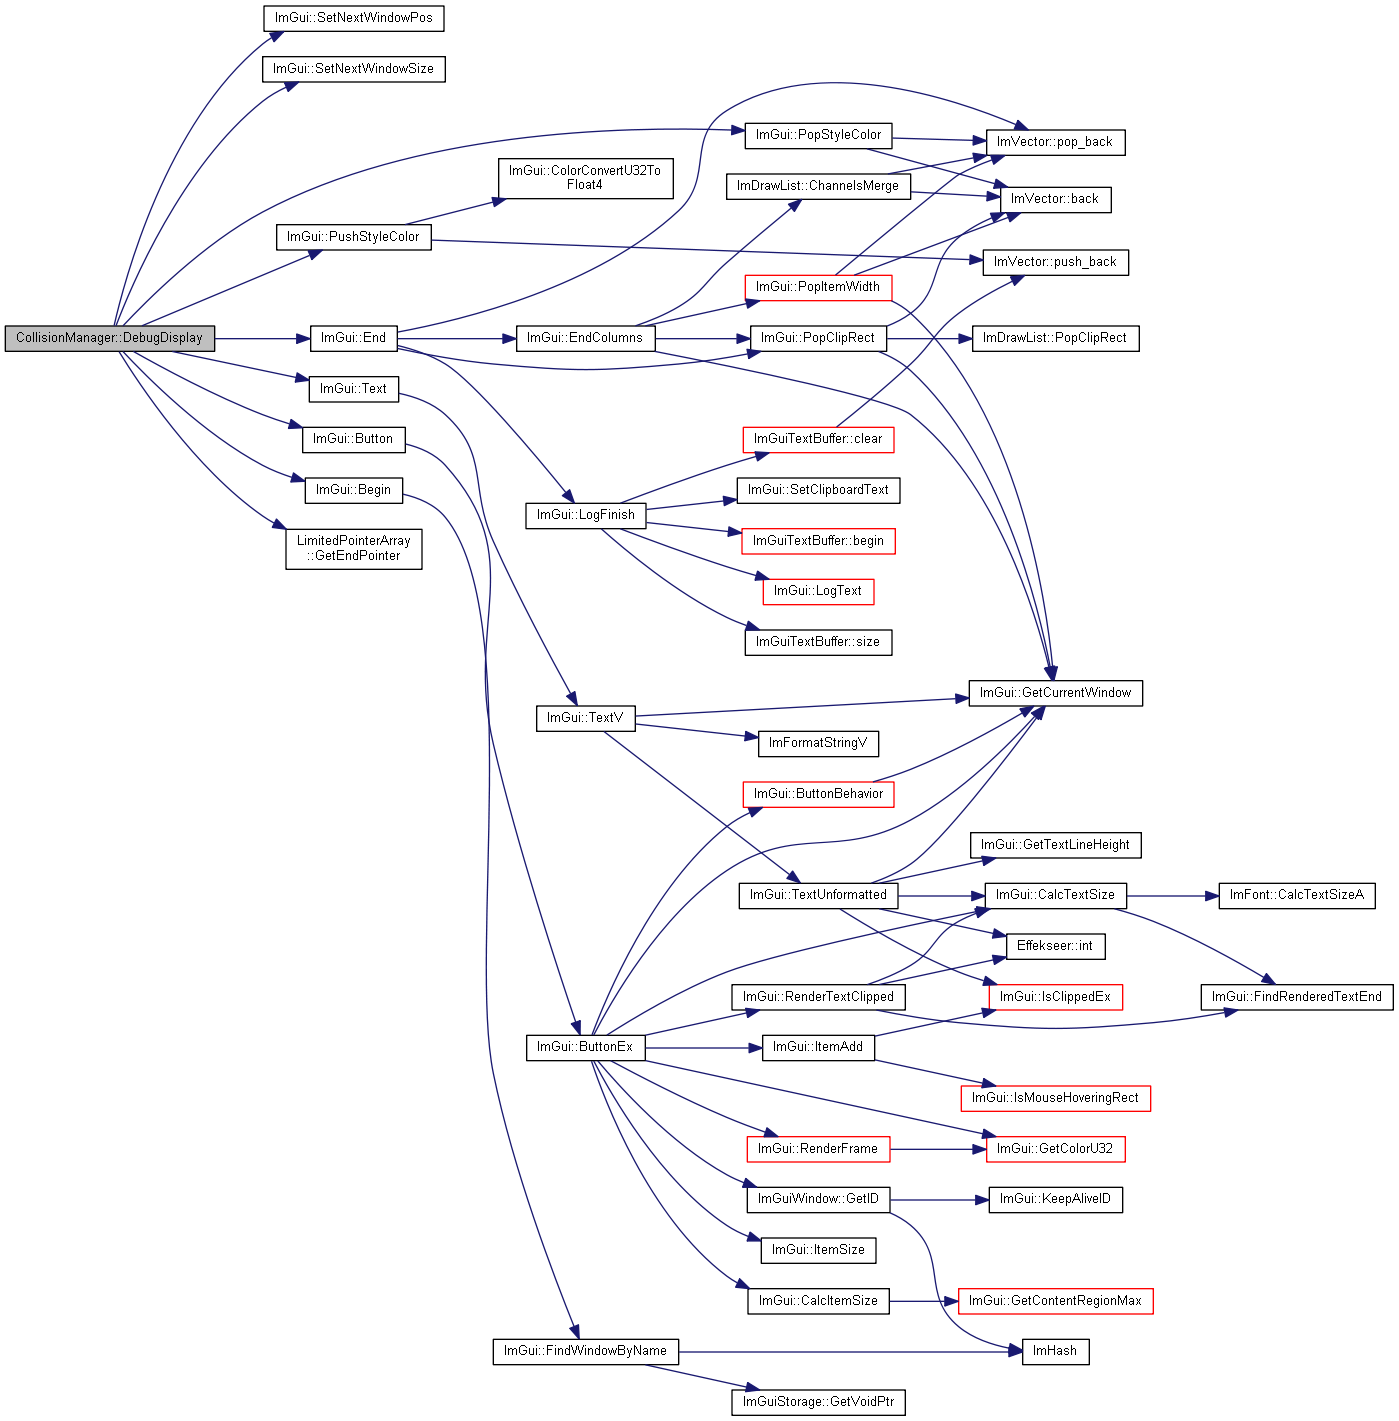 ImGui::SetNextWindowPos
ImGui::SetNextWindowSize
ImGui::PopStyleColor
ImVector::pop_back
ImGui::ColorConvertU32To
Float4
ImDrawList::ChannelsMerge
ImVector::back
ImGui::PushStyleColor
ImVector::push_back
ImGui::PopItemWidth
CollisionManager::DebugDisplay
ImGui::End
ImGui::EndColumns
ImGui::PopClipRect
ImDrawList::PopClipRect
ImGui::Text
ImGui::Button
ImGuiTextBuffer::clear
ImGui::Begin
ImGui::SetClipboardText
ImGui::LogFinish
LimitedPointerArray
::GetEndPointer
ImGuiTextBuffer::begin
ImGui::LogText
ImGuiTextBuffer::size
ImGui::GetCurrentWindow
ImGui::TextV
ImFormatStringV
ImGui::ButtonBehavior
ImGui::GetTextLineHeight
ImGui::TextUnformatted
ImGui::CalcTextSize
ImFont::CalcTextSizeA
Effekseer::int
ImGui::RenderTextClipped
ImGui::IsClippedEx
ImGui::FindRenderedTextEnd
ImGui::ButtonEx
ImGui::ItemAdd
ImGui::IsMouseHoveringRect
ImGui::RenderFrame
ImGui::GetColorU32
ImGuiWindow::GetID
ImGui::KeepAliveID
ImGui::ItemSize
ImGui::CalcItemSize
ImGui::GetContentRegionMax
ImGui::FindWindowByName
ImHash
ImGuiStorage::GetVoidPtr